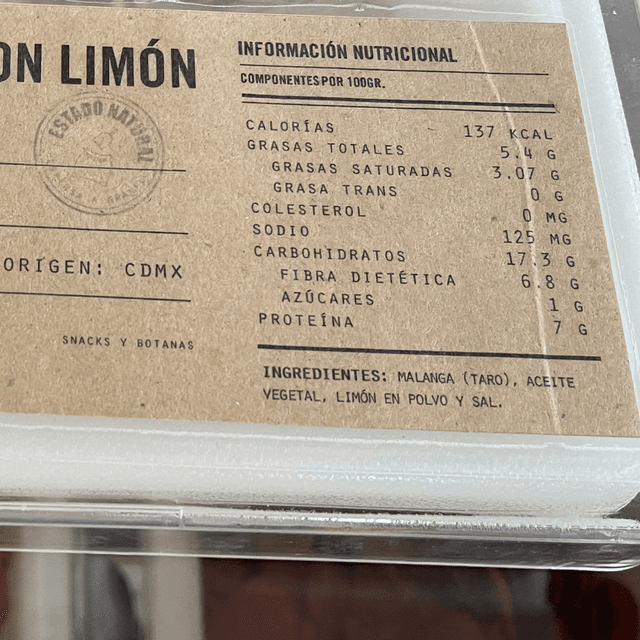 ON LIMÓN
ESTADO NATURAL
ORIGEN: CDMX
SNACKS Y BOTANAS
INFORMACIÓN NUTRICIONAL
COMPONENTES POR 100GR.
CALORÍAS 137 KCAL
GRASAS TOTALES 5.4 G
GRASAS SATURADAS 3.07 G
GRASA TRANS 0 G
COLESTEROL 0 MG
SODIO 125 MG
CARBOHIDRATOS 17.3 G
FIBRA DIETÉTICA 6.8 G
AZÚCARES 1 G
PROTEÍNA 7 G
INGREDIENTES: MALANGA (TARO), ACEITE
VEGETAL, LIMÓN EN POLVO Y SAL.